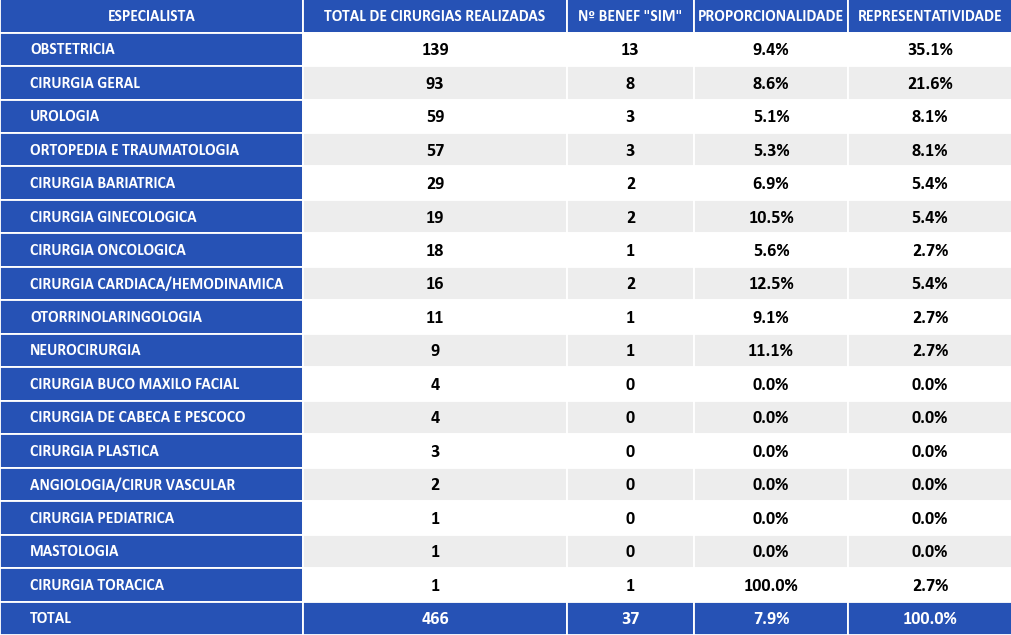 ESPECIALISTA TOTAL DE CIRURGIAS REALIZADAS Nº BENEF "SIM" PROPORCIONALIDADE REPRESENTATIVIDADE
OBSTETRICIA 139 13 9.4% 35.1%
CIRURGIA GERAL 93 8 8.6% 21.6%
UROLOGIA 59 3 5.1% 8.1%
ORTOPEDIA E TRAUMATOLOGIA 57 3 5.3% 8.1%
CIRURGIA BARIATRICA 29 2 6.9% 5.4%
CIRURGIA GINECOLOGICA 19 2 10.5% 5.4%
CIRURGIA ONCOLOGICA 18 1 5.6% 2.7%
CIRURGIA CARDIACA/HEMODINAMICA 16 2 12.5% 5.4%
OTORRINOLARINGOLOGIA 11 1 9.1% 2.7%
NEUROCIRURGIA 9 1 11.1% 2.7%
CIRURGIA BUCO MAXILO FACIAL 4 0 0.0% 0.0%
CIRURGIA DE CABECA E PESCOCO 4 0 0.0% 0.0%
CIRURGIA PLASTICA 3 0 0.0% 0.0%
ANGIOLOGIA/CIRUR VASCULAR 2 0 0.0% 0.0%
CIRURGIA PEDIATRICA 1 0 0.0% 0.0%
MASTOLOGIA 1 0 0.0% 0.0%
CIRURGIA TORACICA 1 1 100.0% 2.7%
TOTAL 466 37 7.9% 100.0%